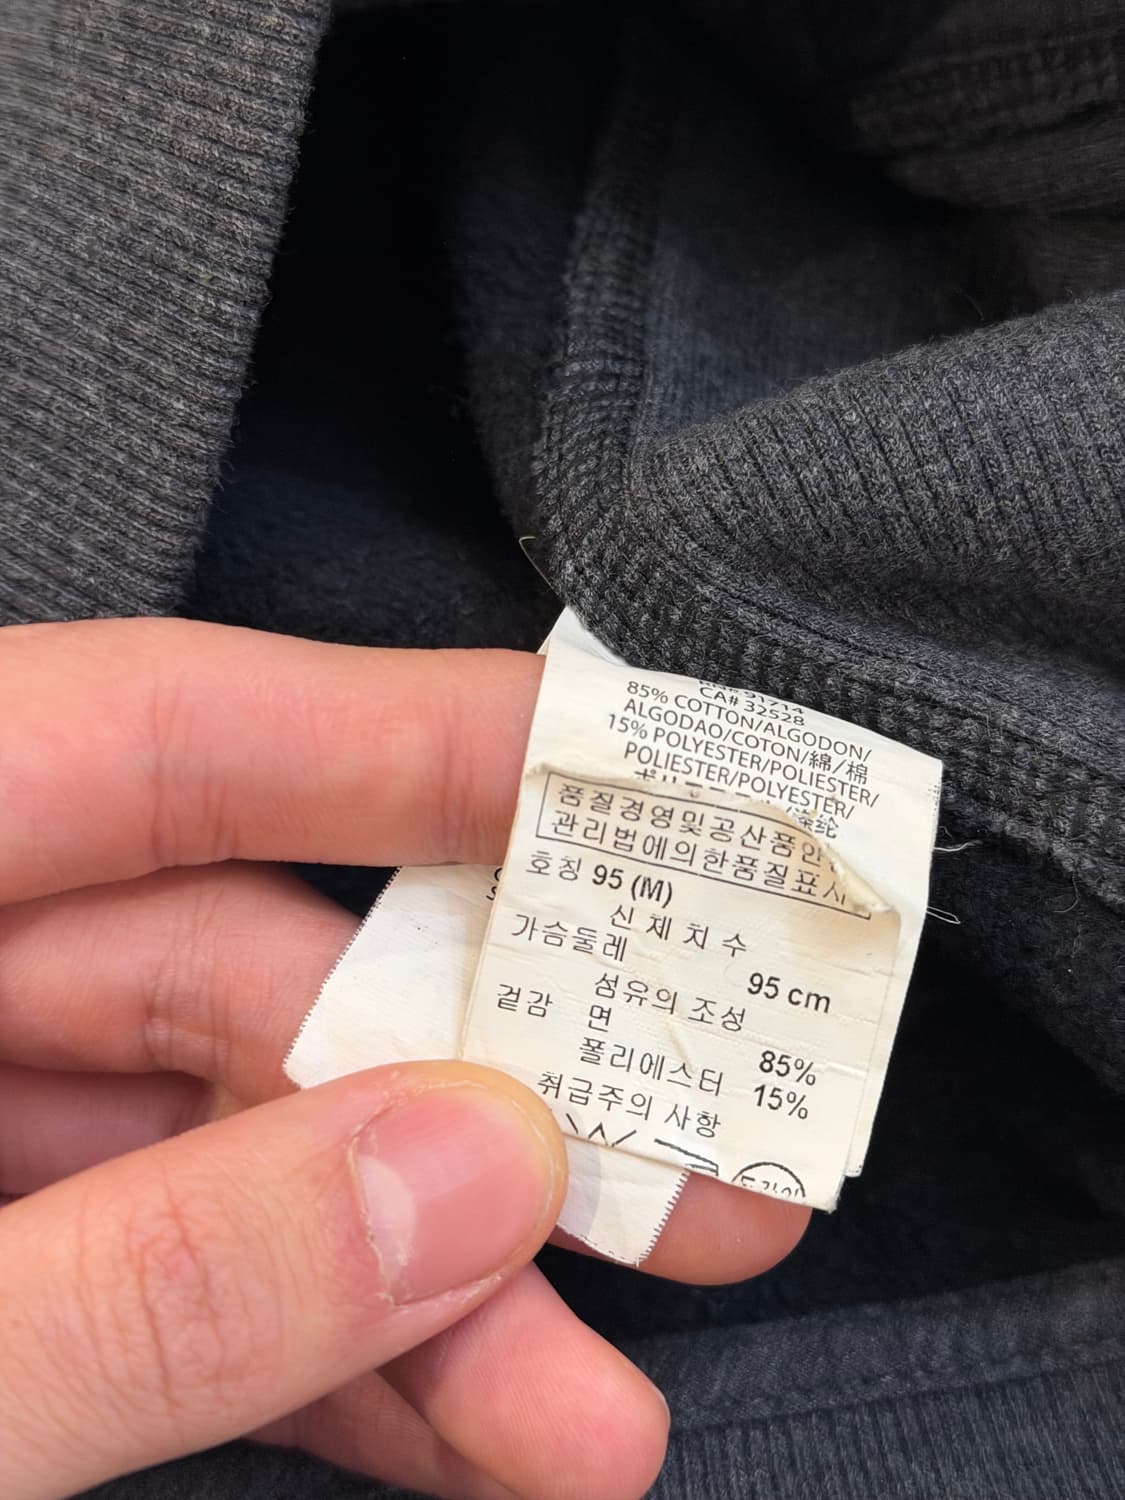 CA# 32528
85% COTTON/ALGODON/
ALGODAO/COTON/綿/棉
15% POLYESTER/POLIESTER/
POLIESTER/POLYESTER/
涤纶
품질경영및공산품안
관리법에의한품질표시
호칭 95 (M)
신체치수
가슴둘레 95 cm
섬유의 조성
겉감 면 85%
폴리에스터 15%
취급주의 사항